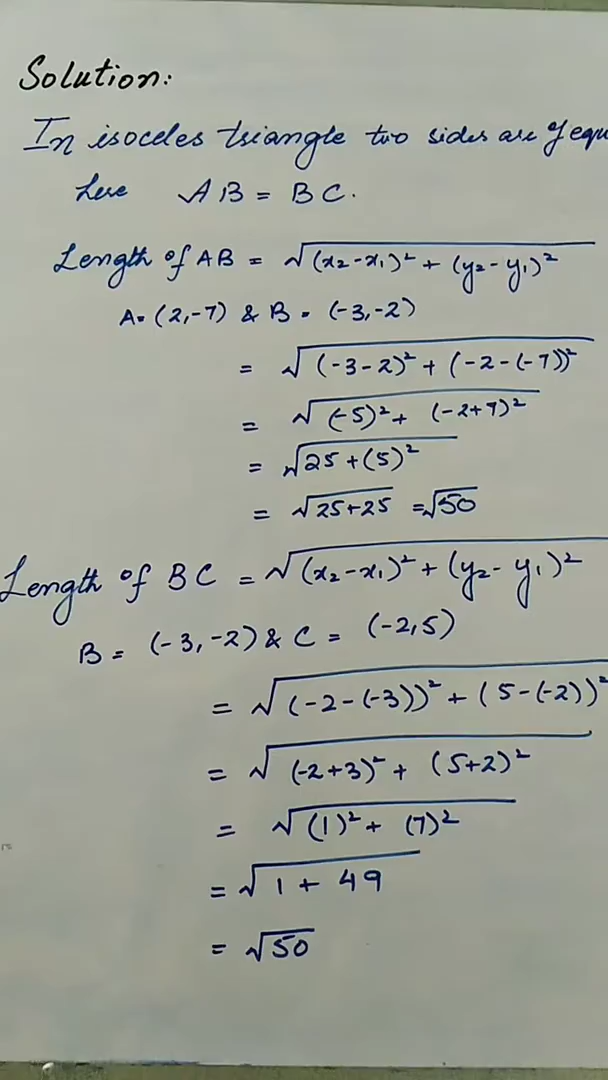 Solution:
In isoceles triangle two sides are equ
here AB = BC.
Length of AB = √(x₂-x₁)² + (y₂-y₁)²
A = (2,-7) & B = (-3,-2)
= √(-3-2)² + (-2-(-7))²
= √(-5)² + (-2+7)²
= √25+(5)²
= √25+25 = √50
Length of BC = √(x₂-x₁)² + (y₂-y₁)²
B = (-3,-2) & C = (-2,5)
= √(-2-(-3))² + (5-(-2))²
= √(-2+3)² + (5+2)²
= √(1)² + (7)²
= √1 + 49
= √50